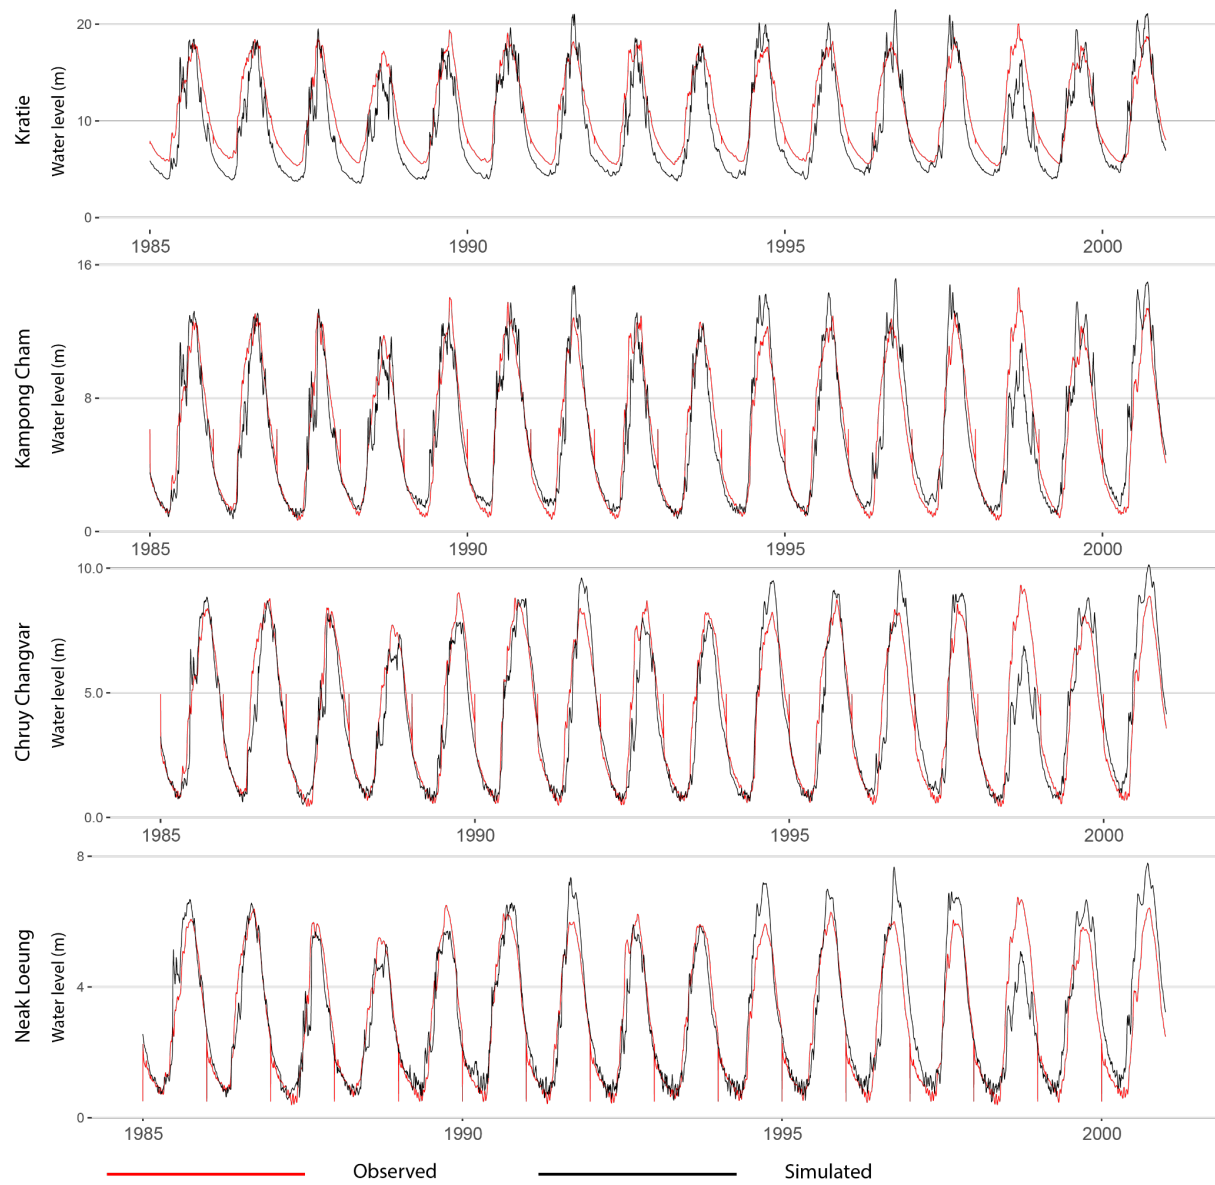 Kratie
Water level (m)
20
10
0
1985
1990
1995
2000
Kampong Cham
Water level (m)
16
8
0
1985
1990
1995
2000
Chruy Changvar
Water level (m)
10.0
5.0
0.0
1985
1990
1995
2000
Neak Loeung
Water level (m)
8
4
0
1985
1990
1995
2000
Observed
Simulated